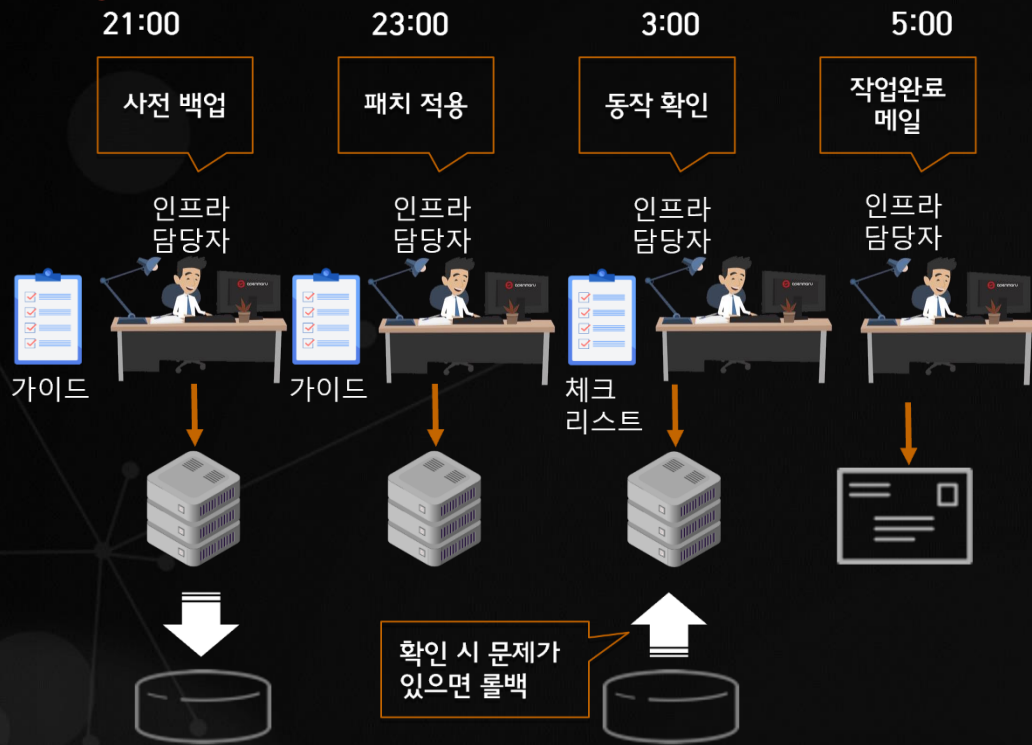 21:00
23:00
3:00
5:00
사전 백업
패치 적용
동작 확인
작업완료
메일
인프라
담당자
인프라
담당자
인프라
담당자
인프라
담당자
가이드
가이드
체크
리스트
확인 시 문제가
있으면 롤백